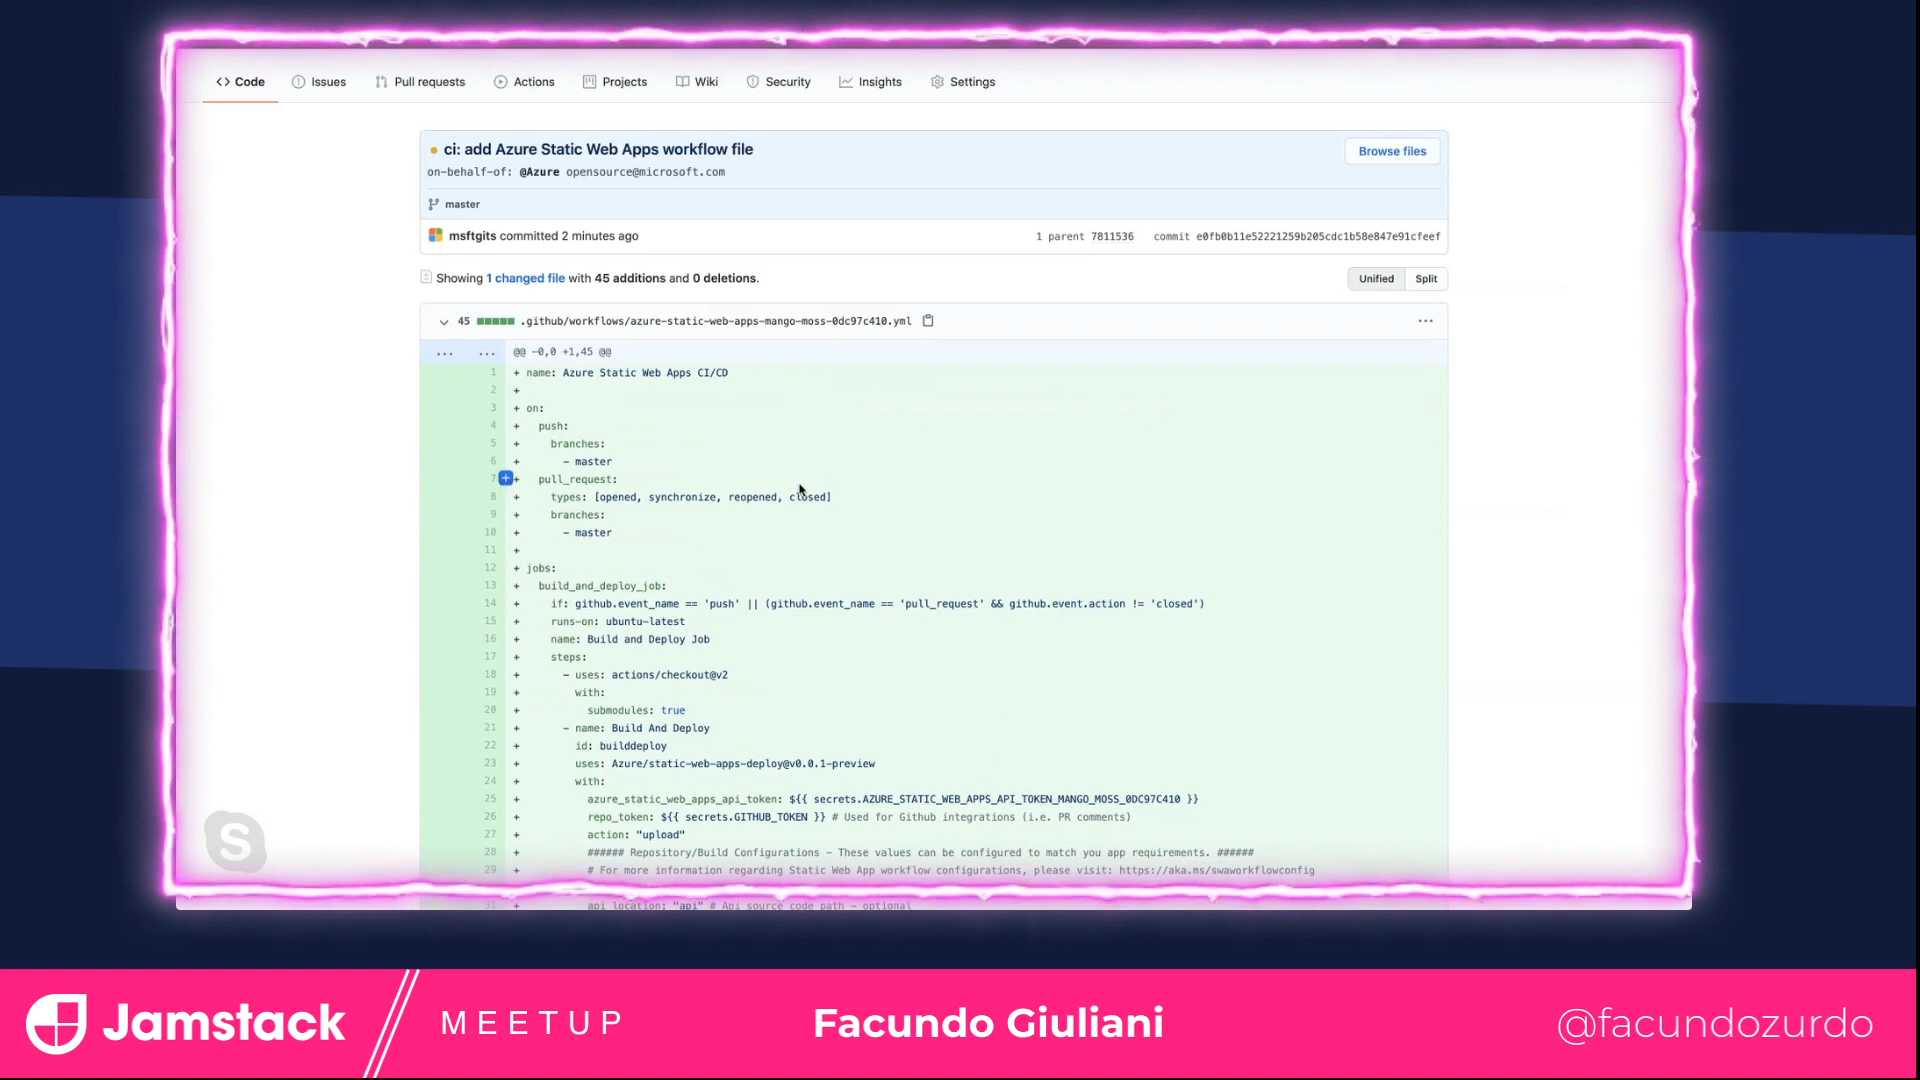 Code Issues Pull requests Actions Projects Wiki Security Insights Settings
ci: add Azure Static Web Apps workflow file
Browse files
on-behalf-of: @Azure opensource@microsoft.com
master
msftgits committed 2 minutes ago 1 parent 7811536 commit e0fb0b11e52221259b205cdc1b58e847e91cfeef
Showing 1 changed file with 45 additions and 0 deletions. Unified Split
45 .github/workflows/azure-static-web-apps-mango-moss-0dc97c410.yml ...
... ... @@ -0,0 +1,45 @@
1 + name: Azure Static Web Apps CI/CD
2 +
3 + on:
4 + push:
5 + branches:
6 + - master
7 + pull_request:
8 + types: [opened, synchronize, reopened, closed]
9 + branches:
10 + - master
11 +
12 + jobs:
13 + build_and_deploy_job:
14 + if: github.event_name == 'push' || (github.event_name == 'pull_request' && github.event.action != 'closed')
15 + runs-on: ubuntu-latest
16 + name: Build and Deploy Job
17 + steps:
18 + - uses: actions/checkout@v2
19 + with:
20 + submodules: true
21 + - name: Build And Deploy
22 + id: builddeploy
23 + uses: Azure/static-web-apps-deploy@v0.0.1-preview
24 + with:
25 + azure_static_web_apps_api_token: ${{ secrets.AZURE_STATIC_WEB_APPS_API_TOKEN_MANGO_MOSS_0DC97C410 }}
26 + repo_token: ${{ secrets.GITHUB_TOKEN }} # Used for Github integrations (i.e. PR comments)
27 + action: "upload"
28 + ###### Repository/Build Configurations - These values can be configured to match you app requirements. ######
29 + # For more information regarding Static Web App workflow configurations, please visit: https://aka.ms/swaworkflowconfig
31 + api_location: "api" # Api source code path - optional
S
Jamstack MEETUP Facundo Giuliani @facundozurdo